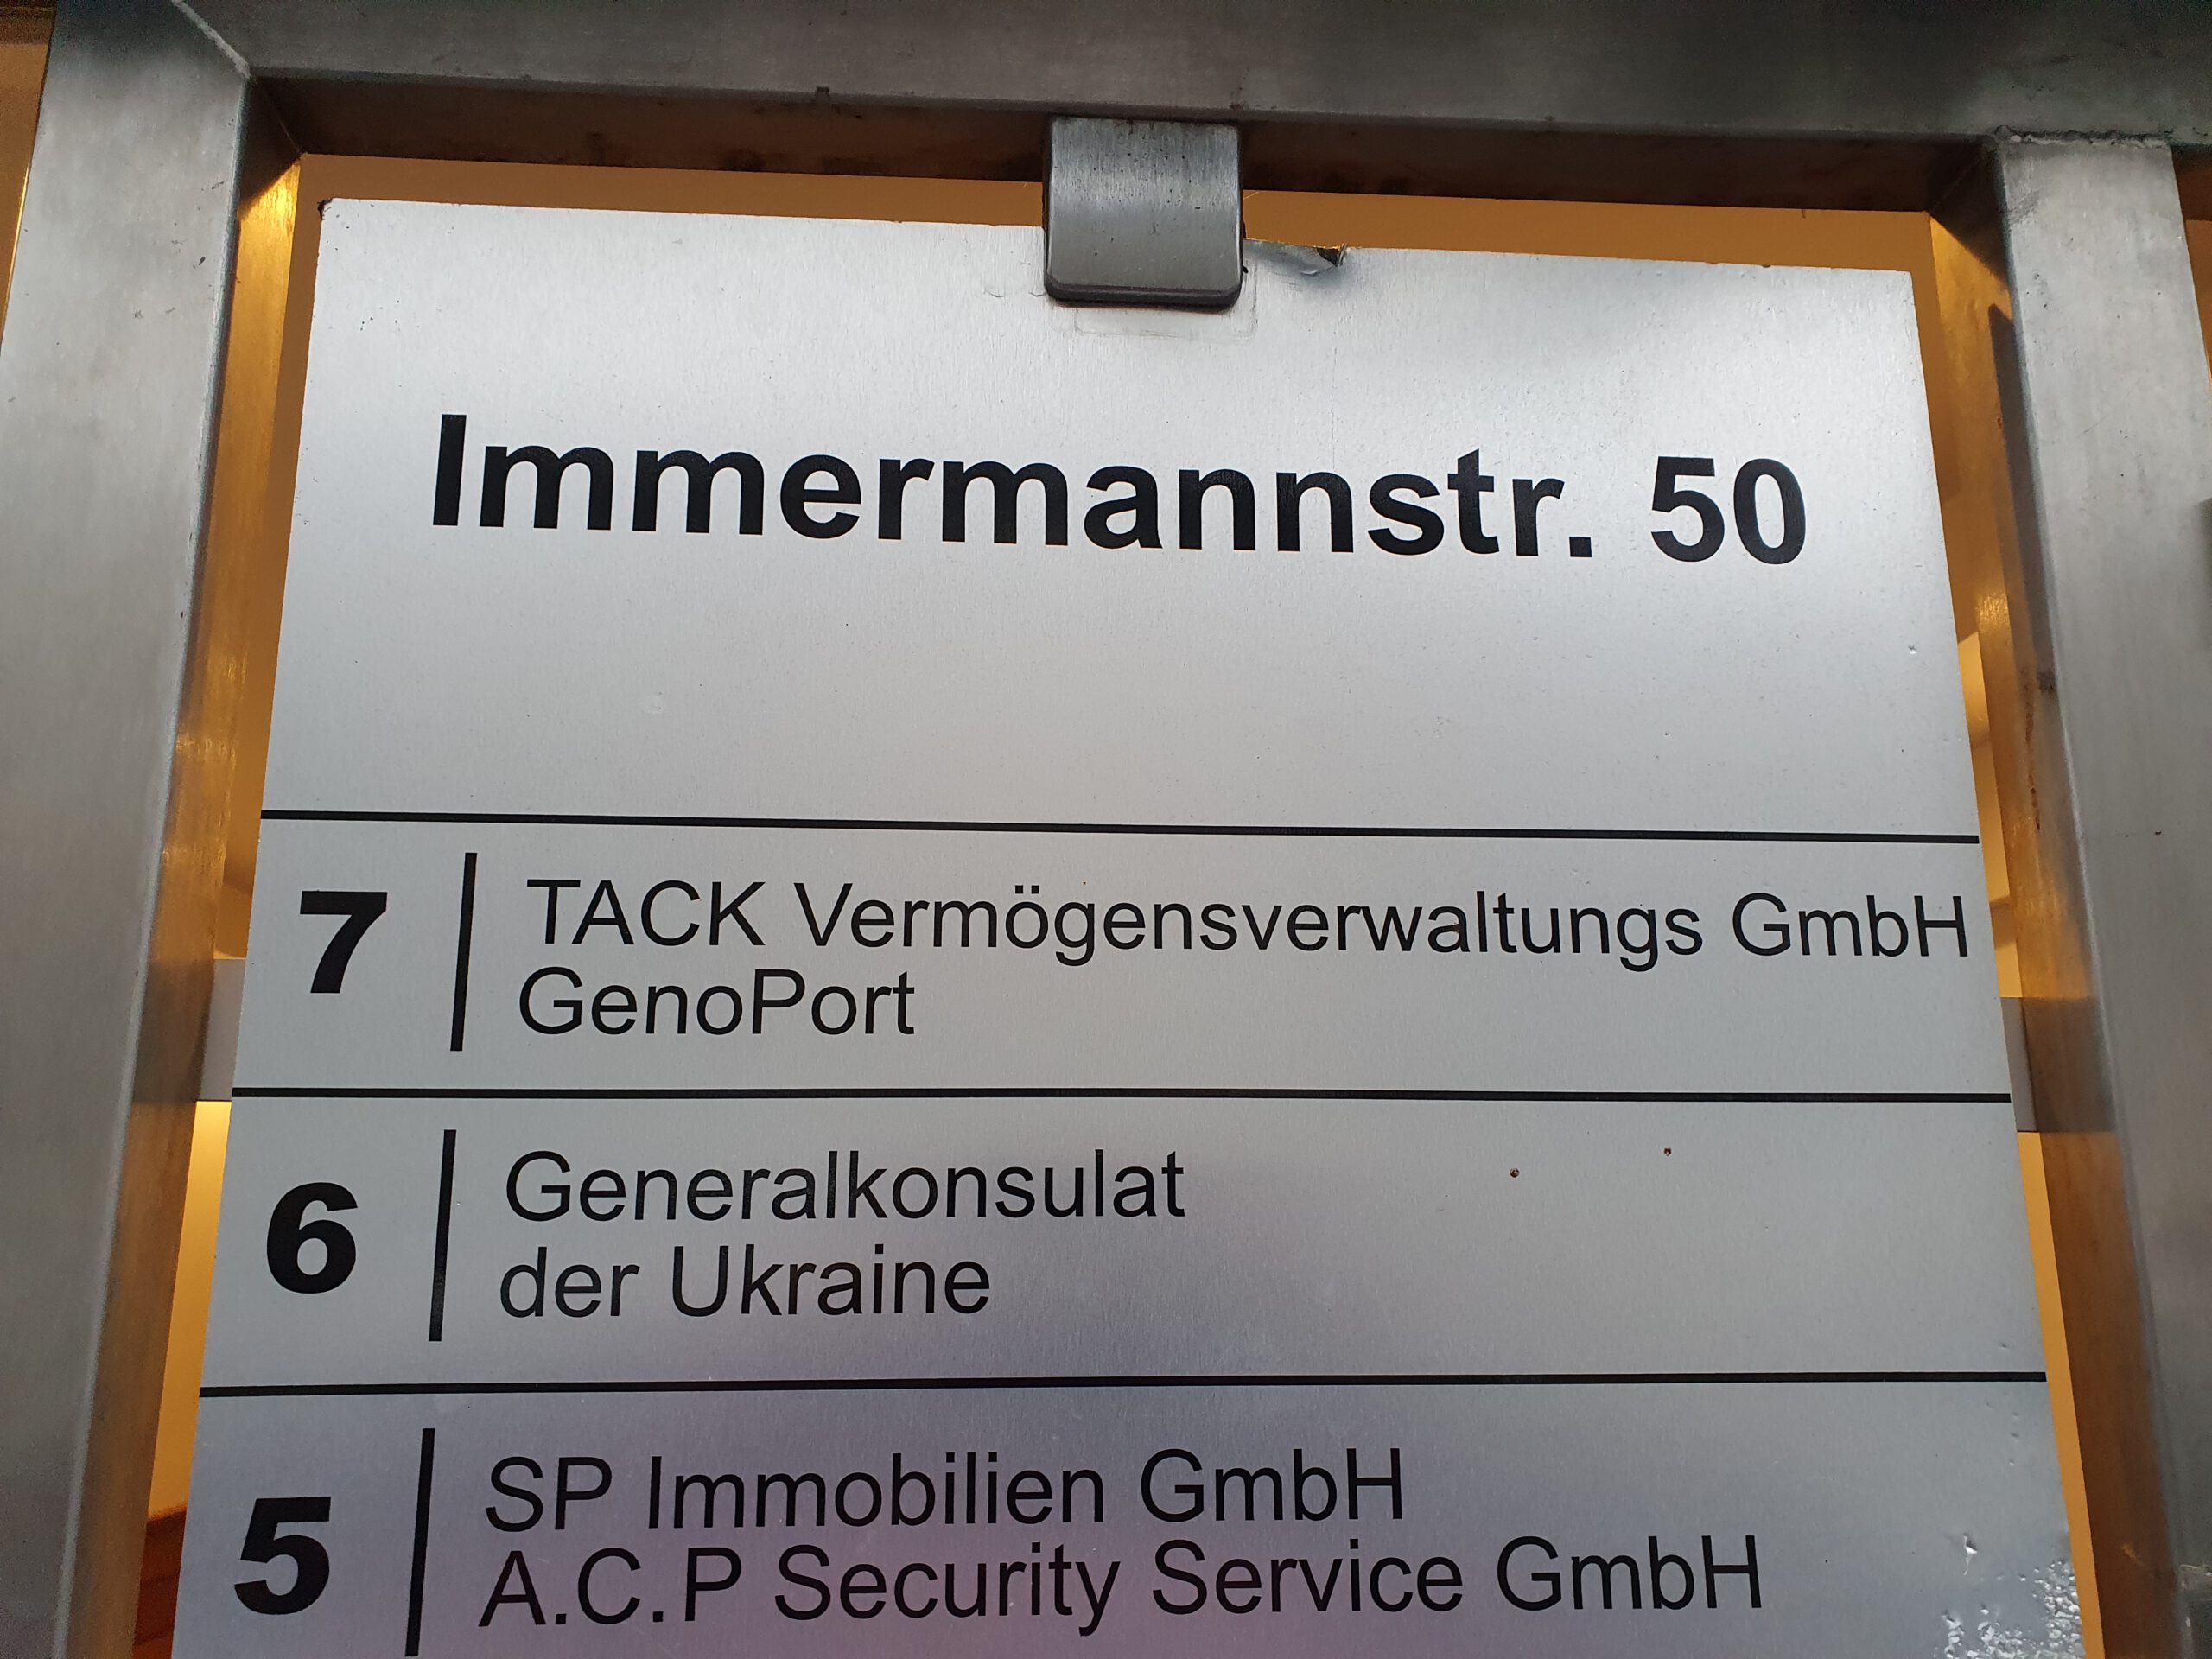 Immermannstr. 50
7 TACK Vermögensverwaltungs GmbH
GenoPort
6 Generalkonsulat
der Ukraine
5 SP Immobilien GmbH
A.C.P Security Service GmbH